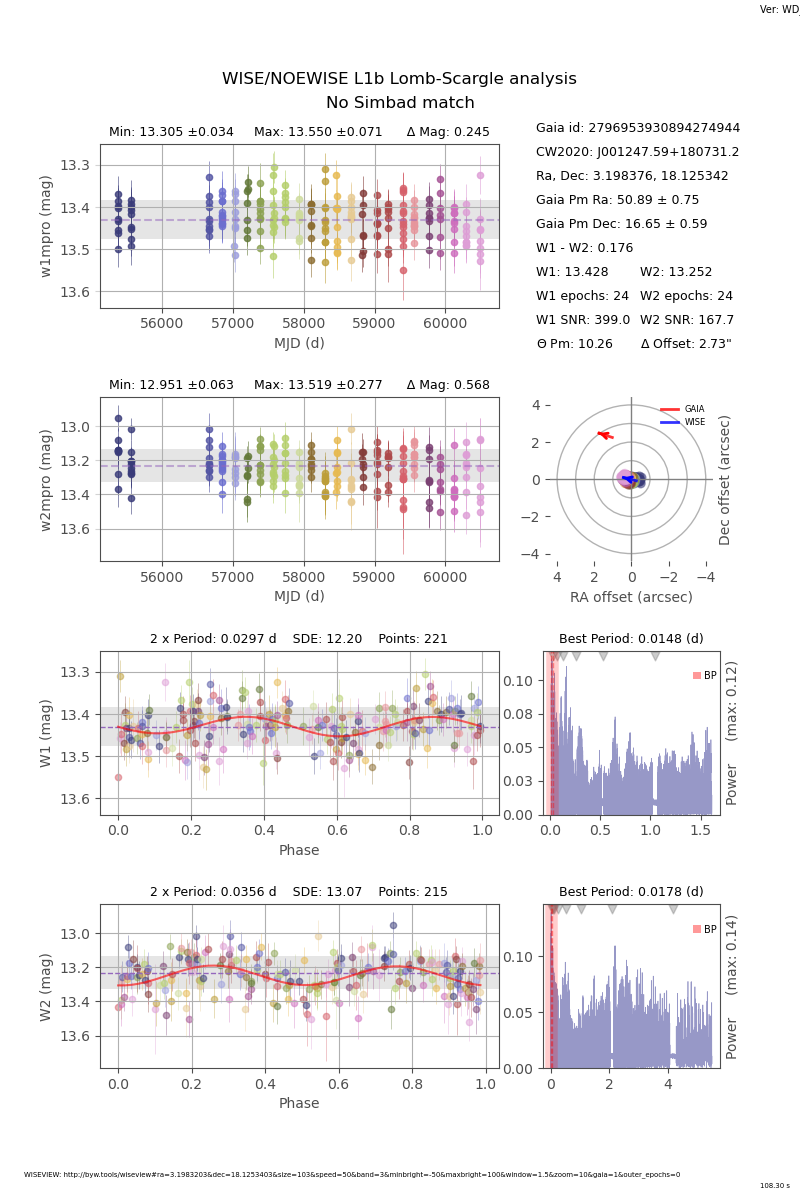 Ver: WD_
WISE/NOEWISE L1b Lomb-Scargle analysis
No Simbad match
Min: 13.305 ±0.034 Max: 13.550 ±0.071 Δ Mag: 0.245
13.3
13.4
13.5
13.6
w1mpro (mag)
56000 57000 58000 59000 60000
MJD (d)
Gaia id: 2796953930894274944
CW2020: J001247.59+180731.2
Ra, Dec: 3.198376, 18.125342
Gaia Pm Ra: 50.89 ± 0.75
Gaia Pm Dec: 16.65 ± 0.59
W1 - W2: 0.176
W1: 13.428 W2: 13.252
W1 epochs: 24 W2 epochs: 24
W1 SNR: 399.0 W2 SNR: 167.7
Θ Pm: 10.26 Δ Offset: 2.73"
Min: 12.951 ±0.063 Max: 13.519 ±0.277 Δ Mag: 0.568
13.0
13.2
13.4
13.6
w2mpro (mag)
56000 57000 58000 59000 60000
MJD (d)
GAIA
WISE
4
2
0
−2
−4
4 2 0 −2 −4
RA offset (arcsec)
Dec offset (arcsec)
2 x Period: 0.0297 d SDE: 12.20 Points: 221
13.3
13.4
13.5
13.6
W1 (mag)
0.0 0.2 0.4 0.6 0.8 1.0
Phase
Best Period: 0.0148 (d)
BP
0.10
0.08
0.05
0.03
0.00
0.0 0.5 1.0 1.5
Power (max: 0.12)
2 x Period: 0.0356 d SDE: 13.07 Points: 215
13.0
13.2
13.4
13.6
W2 (mag)
0.0 0.2 0.4 0.6 0.8 1.0
Phase
Best Period: 0.0178 (d)
BP
0.10
0.05
0.00
0 2 4
Power (max: 0.14)
WISEVIEW: http://byw.tools/wiseview#ra=3.1983203&dec=18.1253403&size=103&speed=50&band=3&minbright=-50&maxbright=100&window=1.5&zoom=10&gaia=1&outer_epochs=0
108.30 s